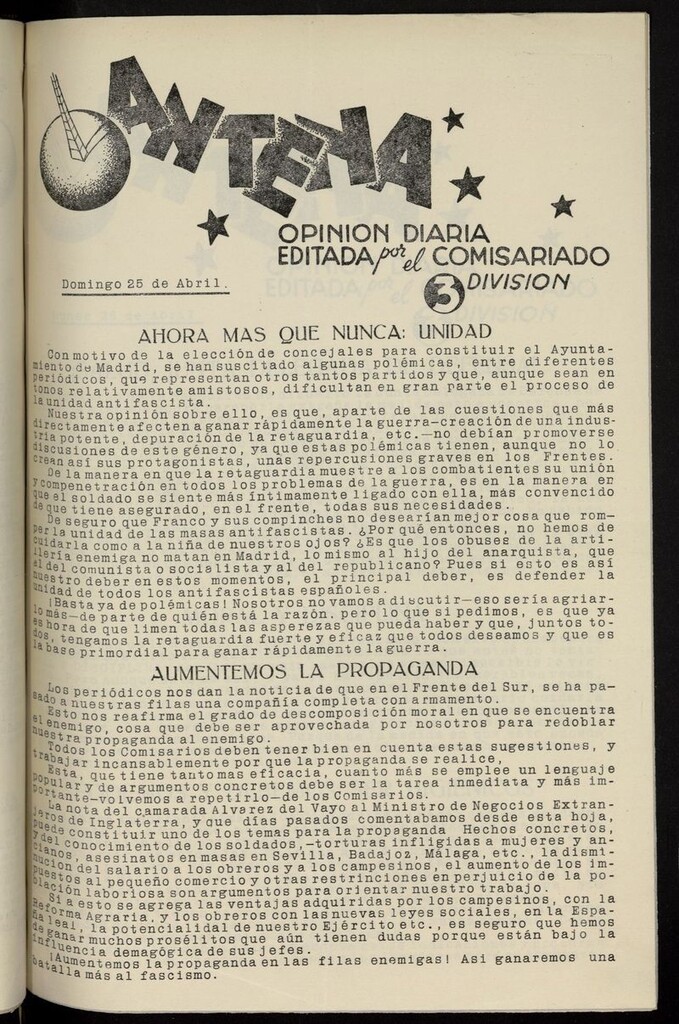 ANTENA
OPINION DIARIA
EDITADA por el COMISARIADO
3 DIVISION
Domingo 25 de Abril.
AHORA MAS QUE NUNCA: UNIDAD
Con motivo de la elección de concejales para constituir el Ayunta-
miento de Madrid, se han suscitado algunas polémicas, entre diferentes
periódicos, que representan otros tantos partidos y que, aunque sean en
tonos relativamente amistosos, dificultan en gran parte el proceso de
la unidad antifascista.
Nuestra opinión sobre ello, es que, aparte de las cuestiones que más
directamente afecten a ganar rápidamente la guerra—creación de una indus-
tria potente, depuración de la retaguardia, etc.—no debían promoverse
discusiones de este género, ya que estas polémicas tienen, aunque no lo
crean así sus protagonistas, unas repercusiones graves en los Frentes.
De la manera en que la retaguardia muestre a los combatientes su unión
y compenetración en todos los problemas de la guerra, es en la manera en
que el soldado se siente más íntimamente ligado con ella, más convencido
de que tiene asegurado, en el frente, todas sus necesidades.
De seguro que Franco y sus compinches no desearían mejor cosa que rom-
per la unidad de las masas antifascistas. ¿Por qué entonces, no hemos de
cuidarla como a la niña de nuestros ojos? ¿Es que los obuses de la arti-
llería enemiga no matan en Madrid, lo mismo al hijo del anarquista, que
al del comunista o socialista y al del republicano? Pues si esto es así
nuestro deber en estos momentos, el principal deber, es defender la
unidad de todos los antifascistas españoles.
¡Basta ya de polémicas! Nosotros no vamos a discutir—eso sería agriar-
lo más—de parte de quién está la razón. pero lo que si pedimos, es que ya
es hora de que limen todas las asperezas que pueda haber y que, juntos to-
dos, tengamos la retaguardia fuerte y eficaz que todos deseamos y que es
la base primordial para ganar rápidamente la guerra.
AUMENTEMOS LA PROPAGANDA
Los periódicos nos dan la noticia de que en el Frente del Sur, se ha pa-
sado a nuestras filas una compañía completa con armamento.
Esto nos reafirma el grado de descomposición moral en que se encuentra
el enemigo, cosa que debe ser aprovechada por nosotros para redoblar
nuestra propaganda al enemigo.
Todos los Comisarios deben tener bien en cuenta estas sugestiones, y
trabajar incansablemente por que la propaganda se realice,
Esta, que tiene tanto mas eficacia, cuanto más se emplee un lenguaje
popular y de argumentos concretos debe ser la tarea inmediata y más im-
portante—volvemos a repetirlo—de los Comisarios.
La nota del camarada Alvarez del Vayo al Ministro de Negocios Extran-
jeros de Inglaterra, y que días pasados comentabamos desde esta hoja,
puede constituir uno de los temas para la propaganda Hechos concretos,
y del conocimiento de los soldados,—torturas infligidas a mujeres y an-
cianos, asesinatos en masas en Sevilla, Badajoz, Málaga, etc., la dismi-
nución del salario a los obreros y a los campesinos, el aumento de los im-
puestos al pequeño comercio y otras restricciones en perjuicio de la po-
blación laboriosa son argumentos para orientar nuestro trabajo.
Si a esto se agrega las ventajas adquiridas por los campesinos, con la
Reforma Agraria, y los obreros con las nuevas leyes sociales, en la Espa-
ña leal, la potencialidad de nuestro Ejército etc., es seguro que hemos
de ganar muchos prosélitos que aún tienen dudas porque están bajo la
influencia demagógica de sus jefes.
¡Aumentemos la propaganda en las filas enemigas! Asi ganaremos una
batalla más al fascismo.